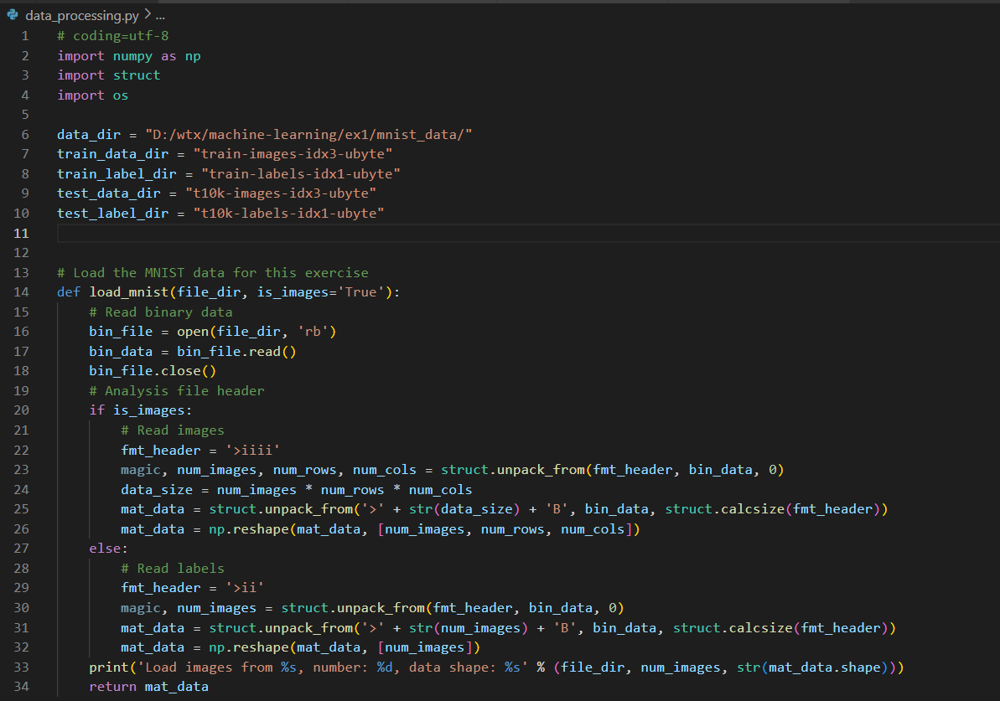 data_processing.py > ...
1 # coding=utf-8
2 import numpy as np
3 import struct
4 import os
5
6 data_dir = "D:/wtx/machine-learning/ex1/mnist_data/"
7 train_data_dir = "train-images-idx3-ubyte"
8 train_label_dir = "train-labels-idx1-ubyte"
9 test_data_dir = "t10k-images-idx3-ubyte"
10 test_label_dir = "t10k-labels-idx1-ubyte"
11
12
13 # Load the MNIST data for this exercise
14 def load_mnist(file_dir, is_images='True'):
15     # Read binary data
16     bin_file = open(file_dir, 'rb')
17     bin_data = bin_file.read()
18     bin_file.close()
19     # Analysis file header
20     if is_images:
21         # Read images
22         fmt_header = '>iiii'
23         magic, num_images, num_rows, num_cols = struct.unpack_from(fmt_header, bin_data, 0)
24         data_size = num_images * num_rows * num_cols
25         mat_data = struct.unpack_from('>' + str(data_size) + 'B', bin_data, struct.calcsize(fmt_header))
26         mat_data = np.reshape(mat_data, [num_images, num_rows, num_cols])
27     else:
28         # Read labels
29         fmt_header = '>ii'
30         magic, num_images = struct.unpack_from(fmt_header, bin_data, 0)
31         mat_data = struct.unpack_from('>' + str(num_images) + 'B', bin_data, struct.calcsize(fmt_header))
32         mat_data = np.reshape(mat_data, [num_images])
33     print('Load images from %s, number: %d, data shape: %s' % (file_dir, num_images, str(mat_data.shape)))
34     return mat_data